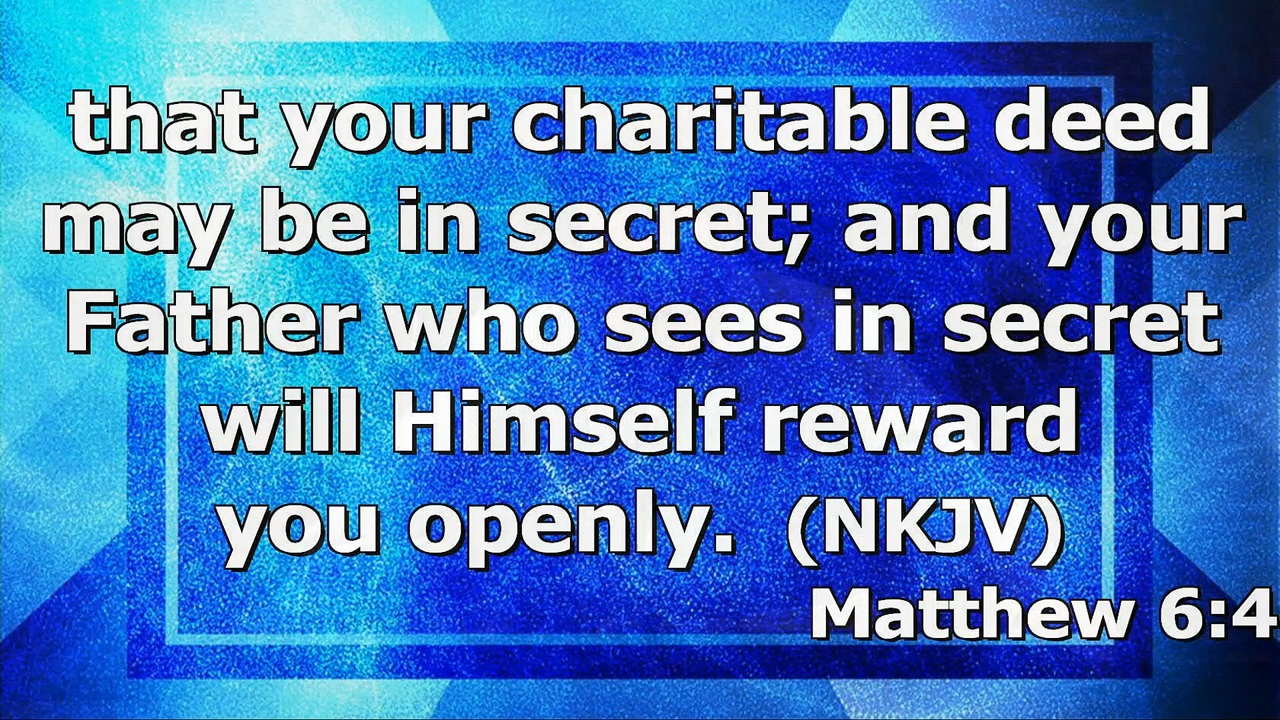 that your charitable deed
may be in secret; and your
Father who sees in secret
will Himself reward
you openly.  (NKJV)
Matthew 6:4